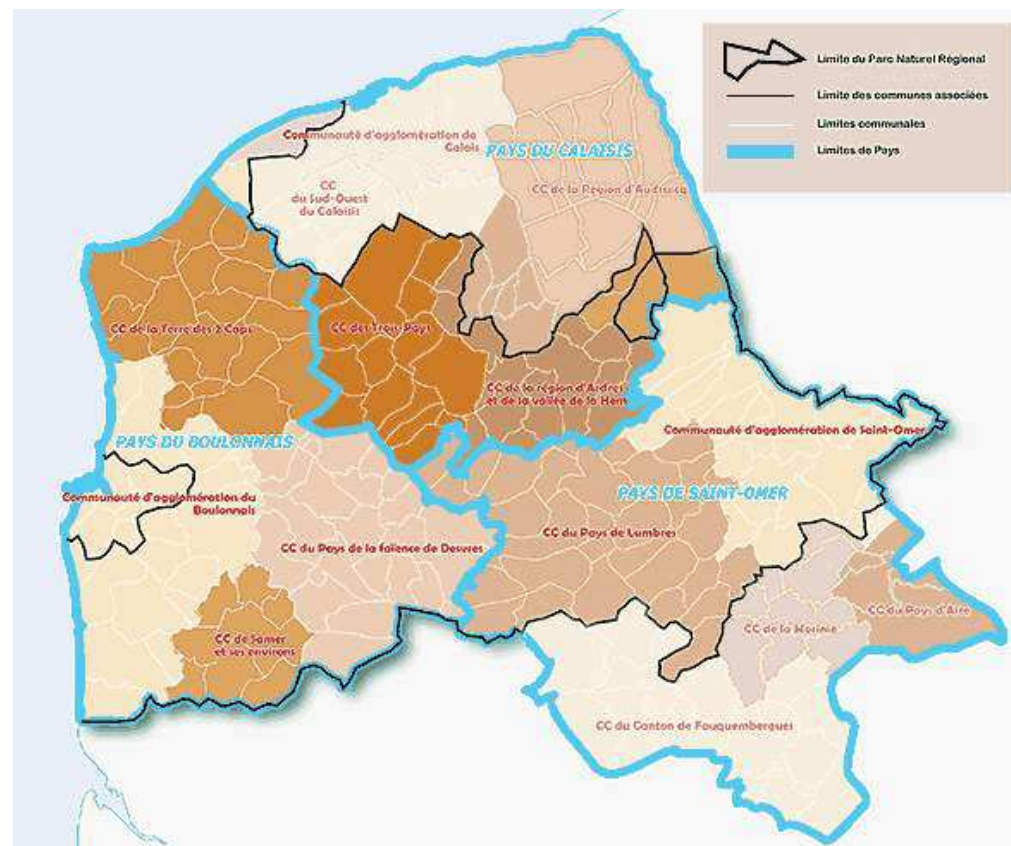 Limite du Parc Naturel Régional
Limite des communes associées
Limites communales
Limites de Pays
Communauté d'agglomération de
Calais
PAYS DU CALAISIS
CC
du Sud-Ouest
du Calaisis
CC de la Région d'Audruicq
CC de la Terre des 2 Caps
CC des Trois-Pays
CC de la région d'Ardres
et de la vallée de la Hem
PAYS DU BOULONNAIS
Communauté d'agglomération de Saint-Omer
Communauté d'agglomération du
Boulonnais
PAYS DE SAINT-OMER
CC du Pays de Lumbres
CC du Pays de la faïence de Desvres
CC de Samer
et ses environs
CC du Pays d'Aire
CC de la Morinie
CC du Canton de Fauquembergues